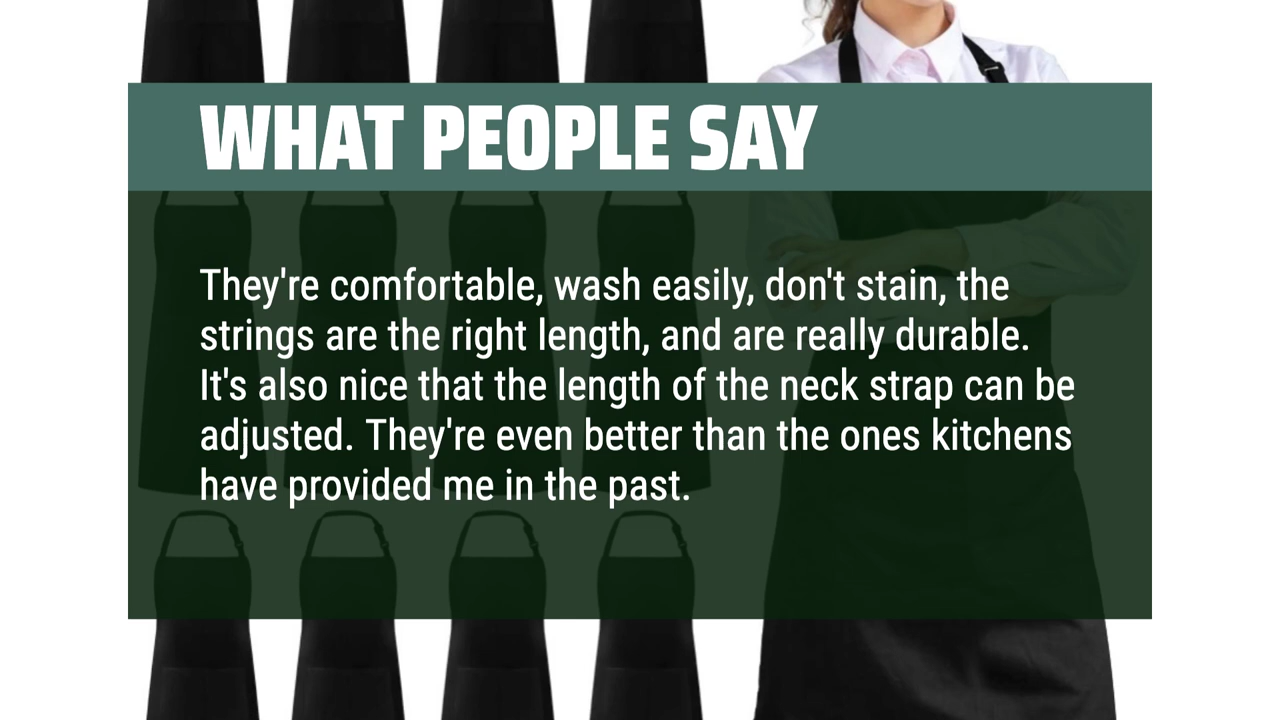 WHAT PEOPLE SAY
They're comfortable, wash easily, don't stain, the
strings are the right length, and are really durable.
It's also nice that the length of the neck strap can be
adjusted. They're even better than the ones kitchens
have provided me in the past.